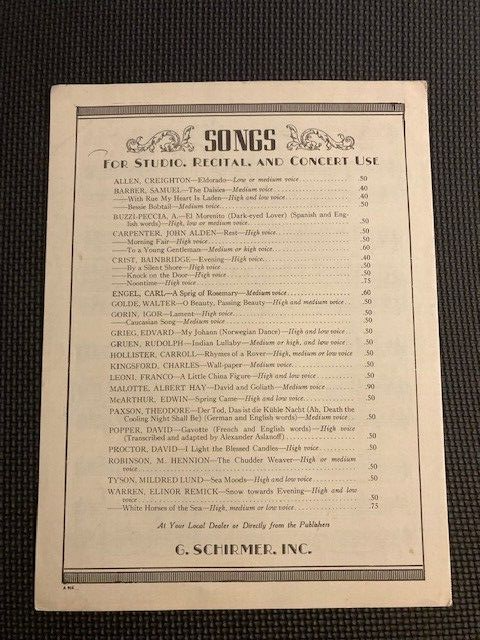 SONGS
FOR STUDIO, RECITAL, AND CONCERT USE
ALLEN, CREIGHTON—Eldorado—Low or medium voice .50
BARBER, SAMUEL—The Daisies—Medium voice .40
——With Rue My Heart Is Laden—High and low voice .40
——Bessie Bobtail—Medium voice .50
BUZZI-PECCIA, A.—El Morenito (Dark-eyed Lover) (Spanish and Eng-
lish words)—High, low or medium voice .50
CARPENTER, JOHN ALDEN—Rest—High voice .50
——Morning Fair—High voice .50
——To a Young Gentleman—Medium or high voice .60
CRIST, BAINBRIDGE—Evening—High voice .40
——By a Silent Shore—High voice .50
——Knock on the Door—High voice .50
——Noontime—High voice .75
ENGEL, CARL—A Sprig of Rosemary—Medium voice .60
GOLDE, WALTER—O Beauty, Passing Beauty—High and medium voice .50
GORIN, IGOR—Lament—High voice .50
——Caucasian Song—Medium voice .50
GRIEG, EDVARD—My Johann (Norwegian Dance)—High and low voice .50
GRUEN, RUDOLPH—Indian Lullaby—Medium or high, and low voice .50
HOLLISTER, CARROLL—Rhymes of a Rover—High, medium or low voice .50
KINGSFORD, CHARLES—Wall-paper—Medium voice .50
LEONI, FRANCO—A Little China Figure—High and low voice .50
MALOTTE, ALBERT HAY—David and Goliath—Medium voice .90
McARTHUR, EDWIN—Spring Came—High and low voice .50
PAXSON, THEODORE—Der Tod, Das ist die Kühle Nacht (Ah, Death the
Cooling Night Shall Be) (German and English words)—Medium voice .50
POPPER, DAVID—Gavotte (French and English words)—High voice
(Transcribed and adapted by Alexander Aslanoff) .50
PROCTOR, DAVID—I Light the Blessed Candles—High voice .50
ROBINSON, M. HENNION—The Chudder Weaver—High or medium
voice .50
TYSON, MILDRED LUND—Sea Moods—High and low voice .50
WARREN, ELINOR REMICK—Snow towards Evening—High and low
voice .50
——White Horses of the Sea—High, medium or low voice .75
At Your Local Dealer or Directly from the Publishers
G. SCHIRMER, INC.